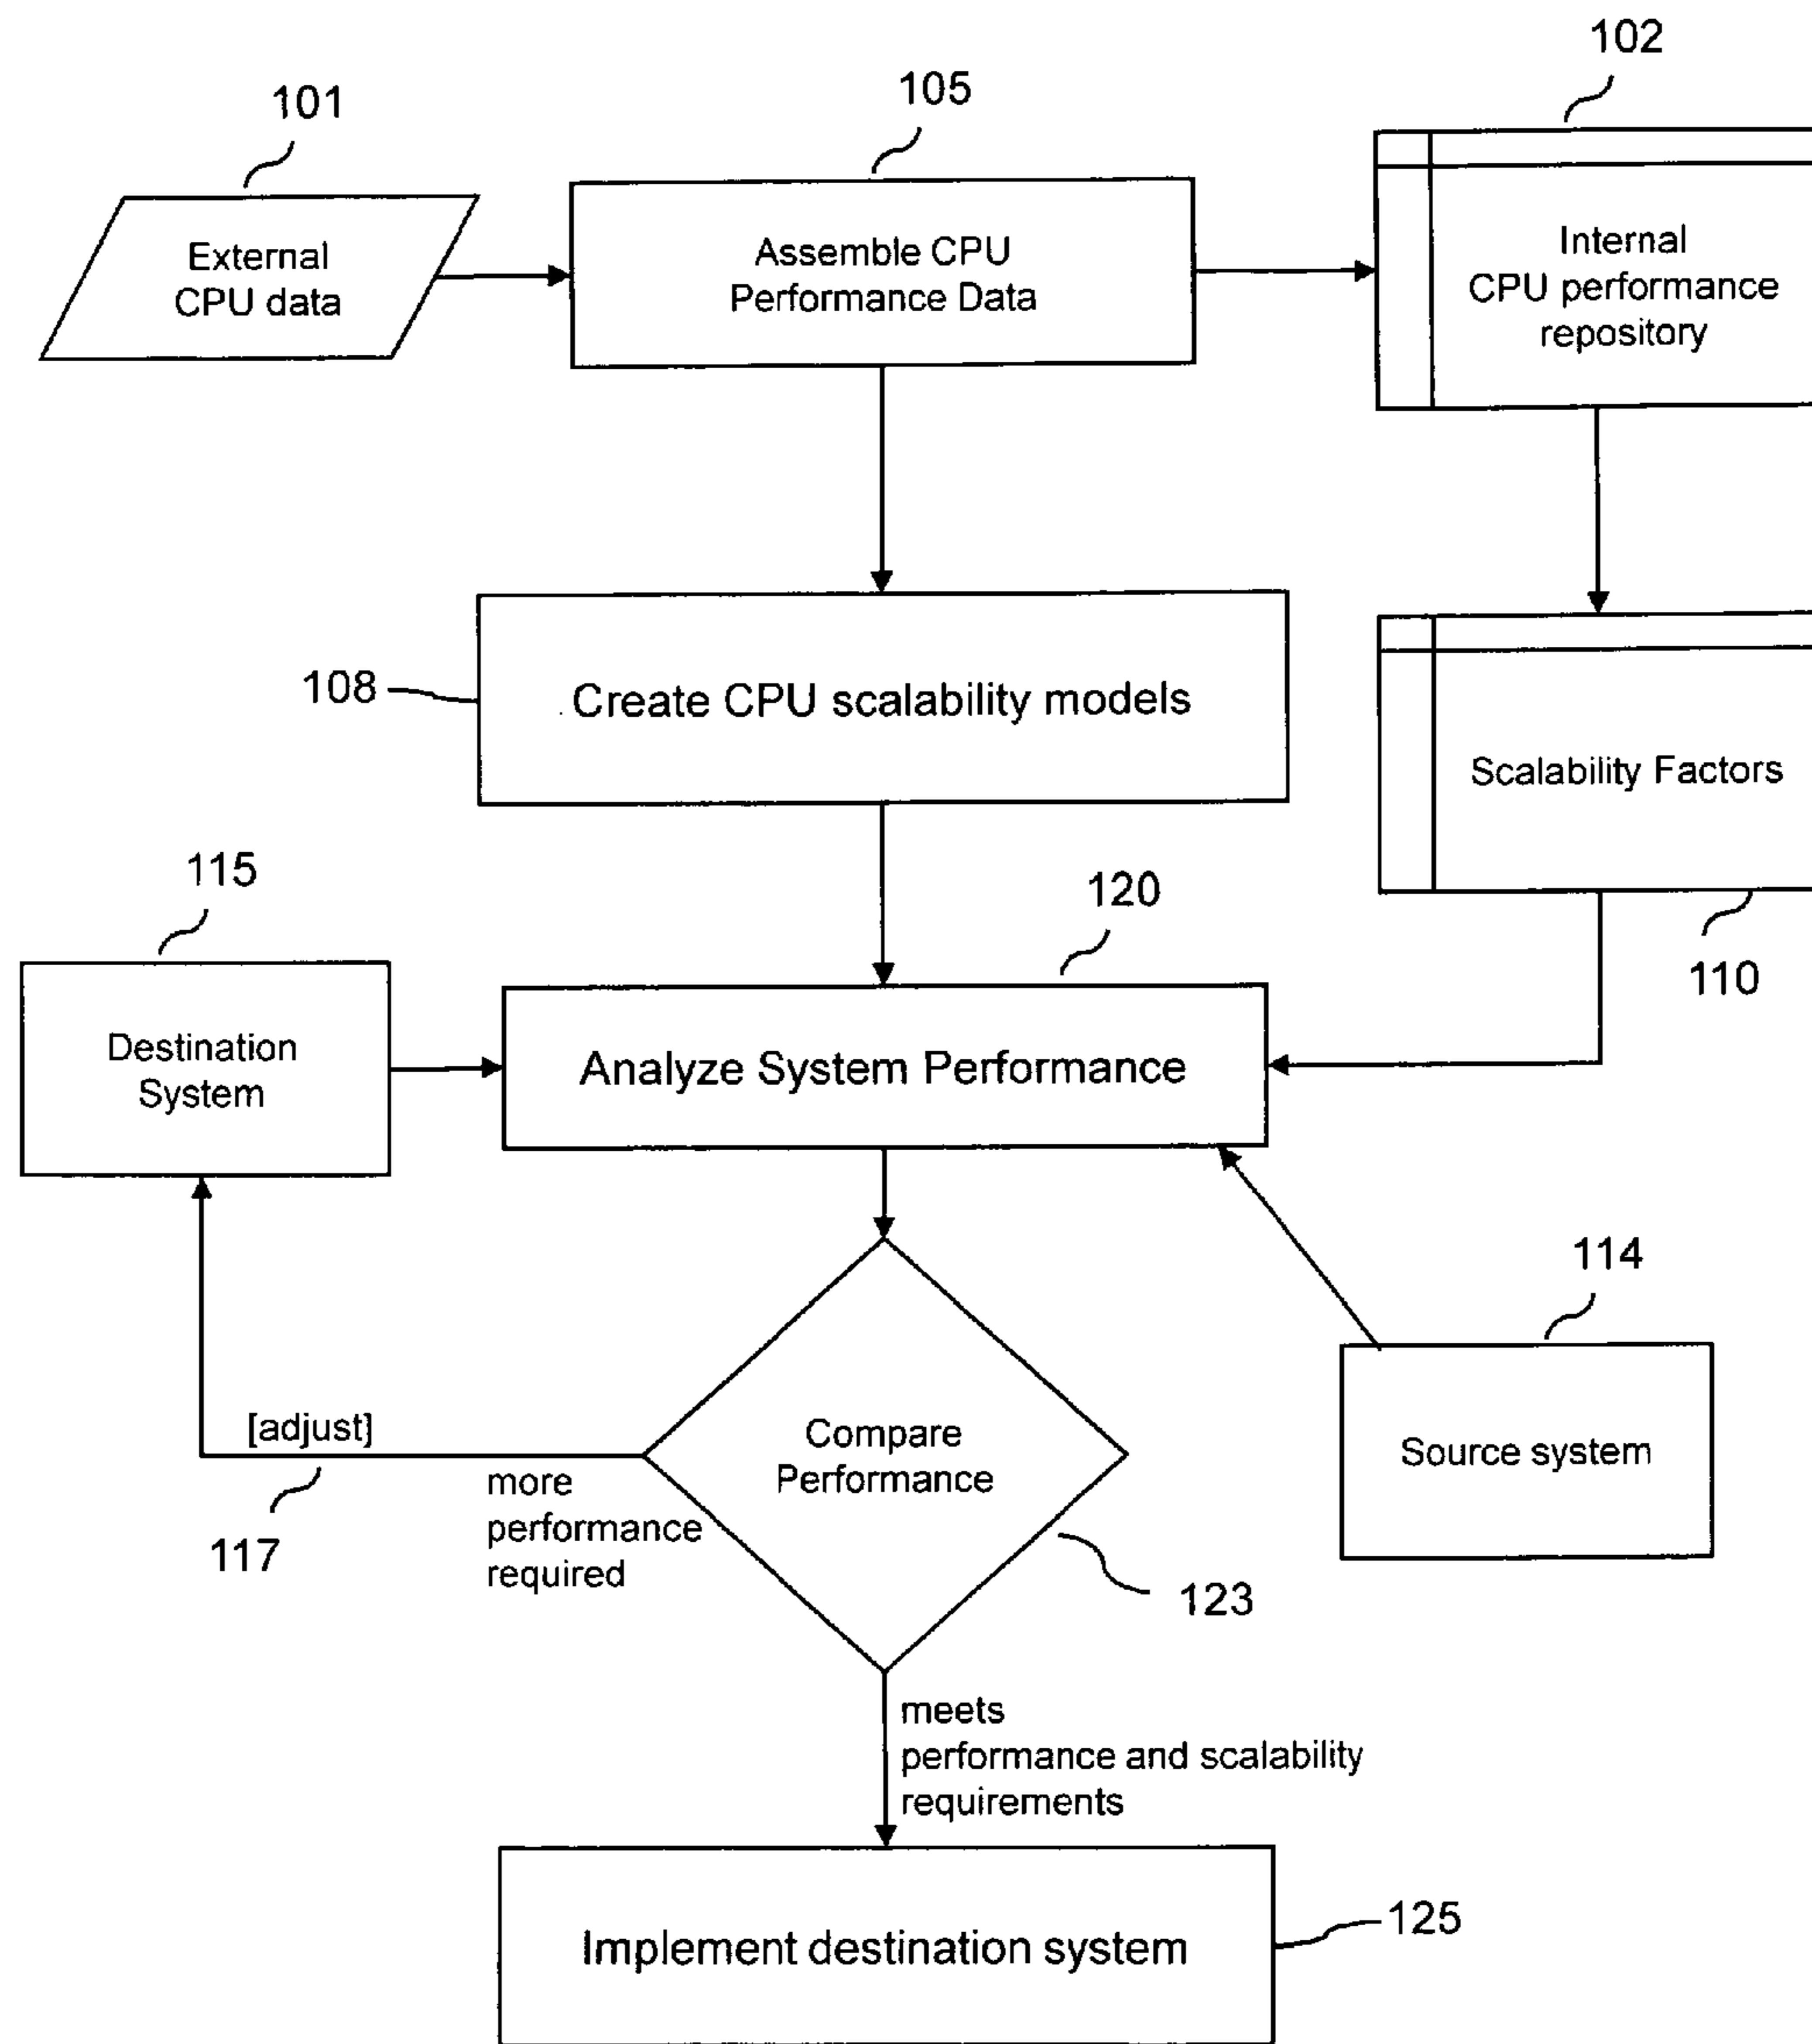 102
105
101
External
CPU data
Assemble CPU
Performance Data
Internal
CPU performance
repository
108
Create CPU scalability models
Scalability Factors
115
120
110
Destination
System
Analyze System Performance
114
[adjust]
Compare
Performance
Source system
more
performance
required
117
123
meets
performance and scalability
requirements
Implement destination system
125